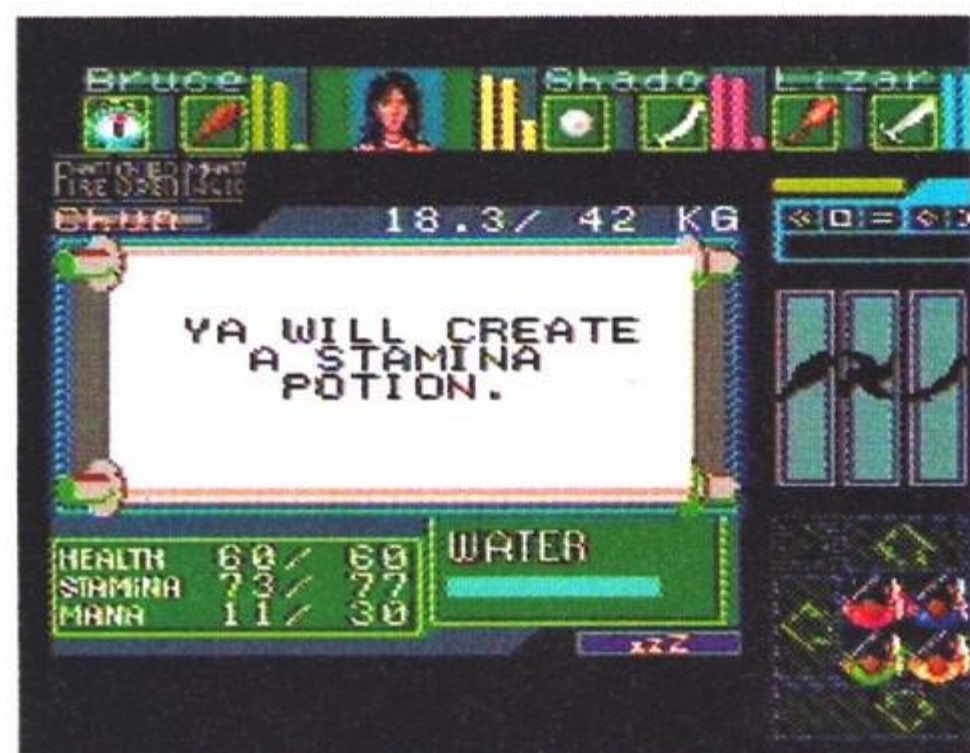 Bruce Shado Lizar
18.3/ 42 KG
YA WILL CREATE
A STAMINA
POTION.
HEALTH 60/ 60
STAMINA 73/ 77
MANA 11/ 30
WATER
zzZ